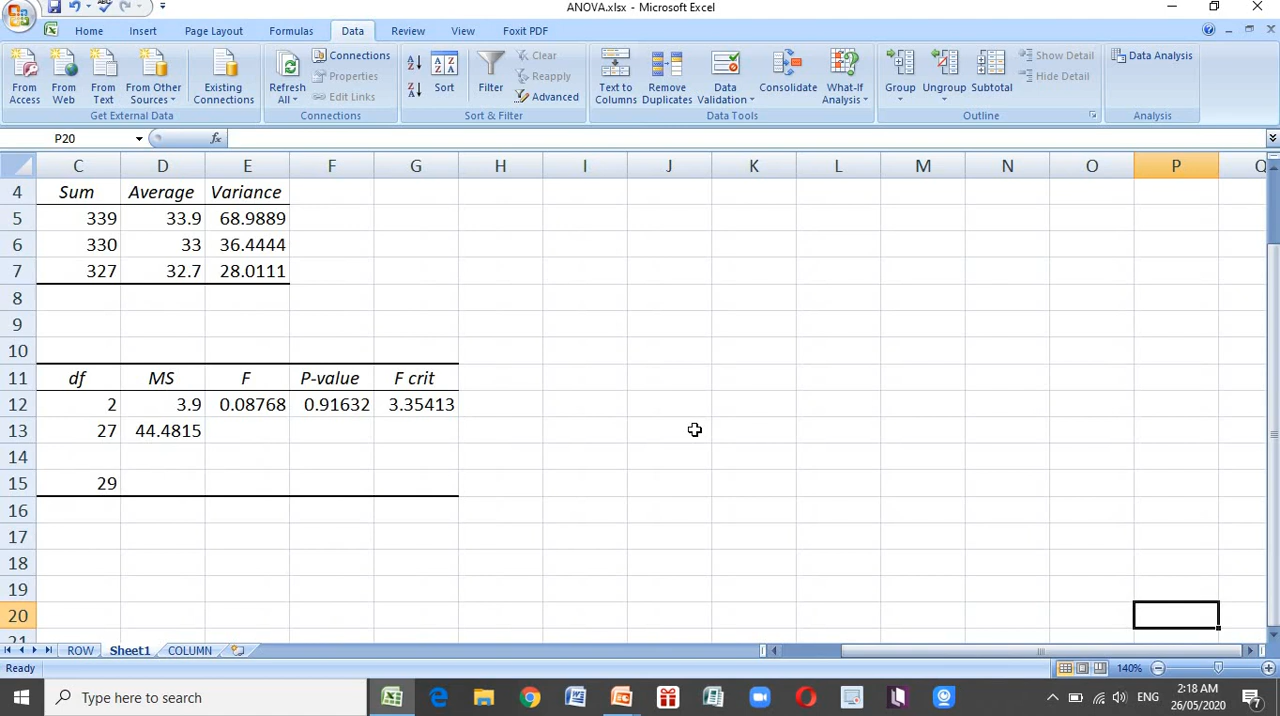 ANOVA.xlsx - Microsoft Excel
Home Insert Page Layout Formulas Data Review View Foxit PDF
From Access
From Web
From Text
From Other Sources
Existing Connections
Get External Data
Refresh All
Connections
Properties
Edit Links
Connections
Sort
Filter
Clear
Reapply
Advanced
Sort & Filter
Text to Columns
Remove Duplicates
Data Validation
Consolidate
What-If Analysis
Data Tools
Group
Ungroup
Subtotal
Show Detail
Hide Detail
Outline
Data Analysis
Analysis
P20 fx
C D E F G H I J K L M N O P Q
4 Sum Average Variance
5 339 33.9 68.9889
6 330 33 36.4444
7 327 32.7 28.0111
8
9
10
11 df MS F P-value F crit
12 2 3.9 0.08768 0.91632 3.35413
13 27 44.4815
14
15 29
16
17
18
19
20
21
ROW Sheet1 COLUMN
Ready 140%
Type here to search
ENG
2:18 AM
26/05/2020
7